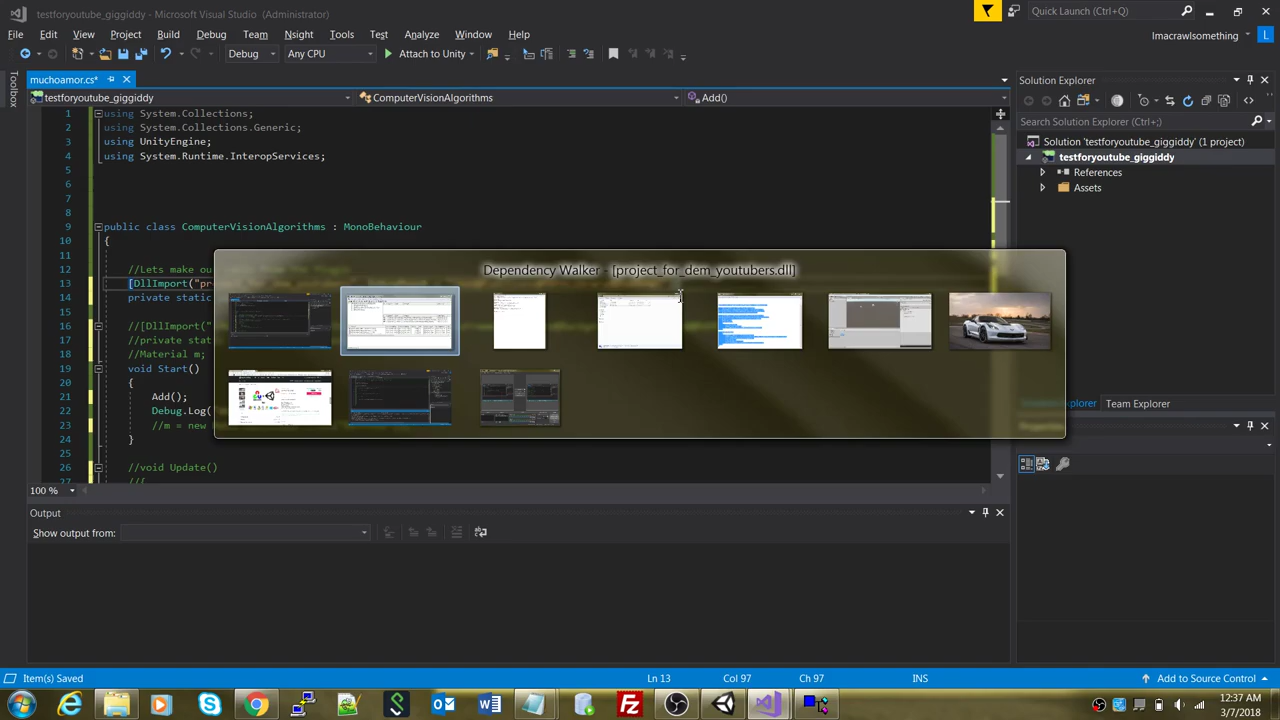 testforyoutube_giggiddy - Microsoft Visual Studio (Administrator)
Quick Launch (Ctrl+;)
File Edit View Project Build Debug Team Nsight Tools Test Analyze Window Help
lmacrawlsomething
L
Debug Any CPU Attach to Unity
Toolbox
muchoamor.cs*
testforyoutube_giggiddy ComputerVisionAlgorithms Add()
1 using System.Collections;
2 using System.Collections.Generic;
3 using UnityEngine;
4 using System.Runtime.InteropServices;
5
6
7
8
9 public class ComputerVisionAlgorithms : MonoBehaviour
10 {
11
12 //Lets make ou
13 [DllImport("pr
14 private static
15
16 //[DllImport("
17 //private stat
18 //Material m;
19 void Start()
20 {
21 Add();
22 Debug.Log(
23 //m = new
24 }
25
26 //void Update()
27 //{
Dependency Walker - [project_for_dem_youtubers.dll]
100 %
Output
Show output from:
Solution Explorer
Search Solution Explorer (Ctrl+;)
Solution 'testforyoutube_giggiddy' (1 project)
testforyoutube_giggiddy
References
Assets
Explorer Team Explorer
Properties
Item(s) Saved Ln 13 Col 97 Ch 97 INS Add to Source Control
12:37 AM
3/7/2018